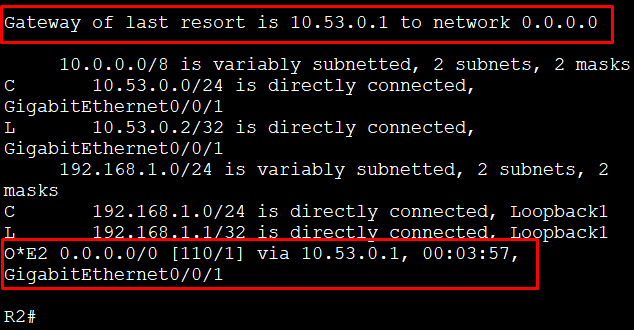 Gateway of last resort is 10.53.0.1 to network 0.0.0.0
10.0.0.0/8 is variably subnetted, 2 subnets, 2 masks
C 10.53.0.0/24 is directly connected,
GigabitEthernet0/0/1
L 10.53.0.2/32 is directly connected,
GigabitEthernet0/0/1
192.168.1.0/24 is variably subnetted, 2 subnets, 2
masks
C 192.168.1.0/24 is directly connected, Loopback1
L 192.168.1.1/32 is directly connected, Loopback1
O*E2 0.0.0.0/0 [110/1] via 10.53.0.1, 00:03:57,
GigabitEthernet0/0/1
R2#